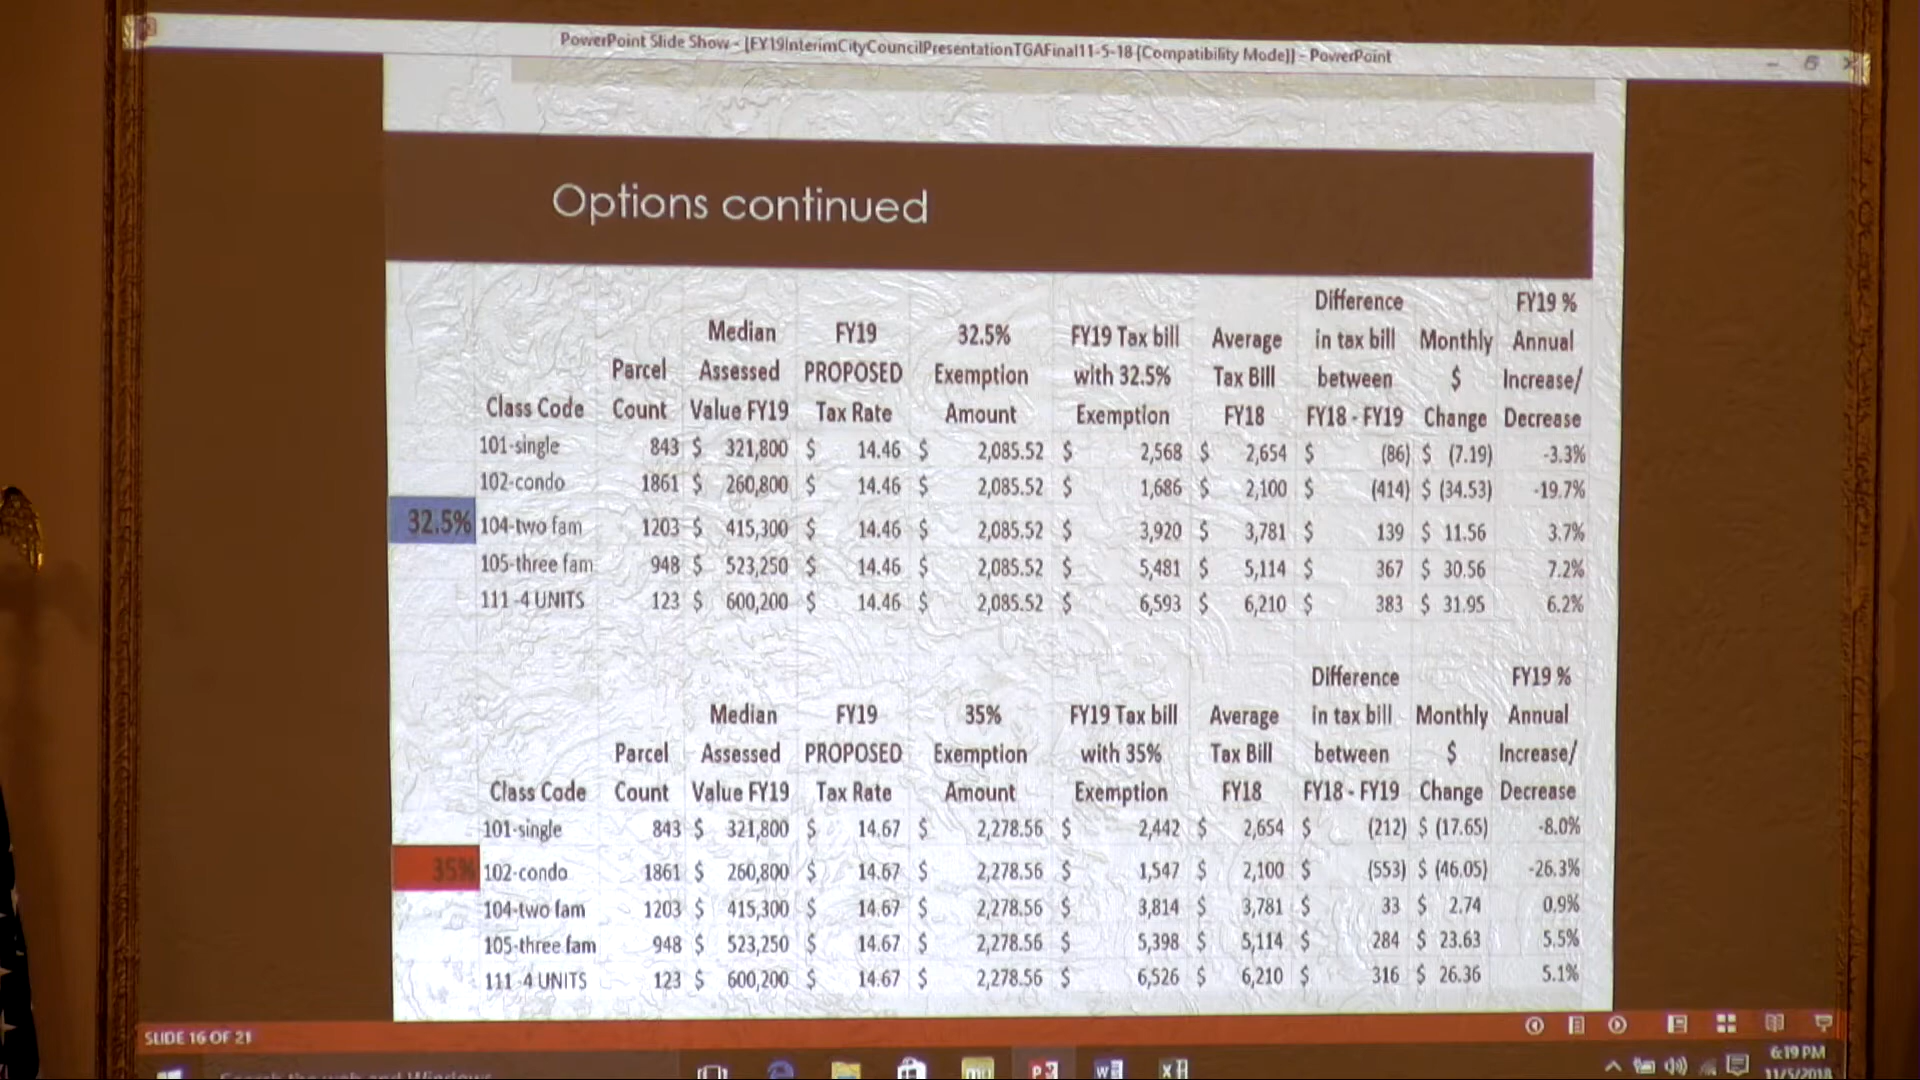 PowerPoint Slide Show - [FY19InterimCityCouncilPresentationTGAFinal11-5-18 [Compatibility Mode]] - PowerPoint
Options continued
Class Code Parcel Count Median Assessed Value FY19 FY19 PROPOSED Tax Rate 32.5% Exemption Amount FY19 Tax bill with 32.5% Exemption Average Tax Bill FY18 Difference in tax bill between FY18 - FY19 Monthly $ Change FY19 % Annual Increase/ Decrease
101-single 843 $ 321,800 $ 14.46 $ 2,085.52 $ 2,568 $ 2,654 $ (86) $ (7.19) -3.3%
102-condo 1861 $ 260,800 $ 14.46 $ 2,085.52 $ 1,686 $ 2,100 $ (414) $ (34.53) -19.7%
32.5% 104-two fam 1203 $ 415,300 $ 14.46 $ 2,085.52 $ 3,920 $ 3,781 $ 139 $ 11.56 3.7%
105-three fam 948 $ 523,250 $ 14.46 $ 2,085.52 $ 5,481 $ 5,114 $ 367 $ 30.56 7.2%
111 -4 UNITS 123 $ 600,200 $ 14.46 $ 2,085.52 $ 6,593 $ 6,210 $ 383 $ 31.95 6.2%
Class Code Parcel Count Median Assessed Value FY19 FY19 PROPOSED Tax Rate 35% Exemption Amount FY19 Tax bill with 35% Exemption Average Tax Bill FY18 Difference in tax bill between FY18 - FY19 Monthly $ Change FY19 % Annual Increase/ Decrease
101-single 843 $ 321,800 $ 14.67 $ 2,278.56 $ 2,442 $ 2,654 $ (212) $ (17.65) -8.0%
35% 102-condo 1861 $ 260,800 $ 14.67 $ 2,278.56 $ 1,547 $ 2,100 $ (553) $ (46.05) -26.3%
104-two fam 1203 $ 415,300 $ 14.67 $ 2,278.56 $ 3,814 $ 3,781 $ 33 $ 2.74 0.9%
105-three fam 948 $ 523,250 $ 14.67 $ 2,278.56 $ 5,398 $ 5,114 $ 284 $ 23.63 5.5%
111 -4 UNITS 123 $ 600,200 $ 14.67 $ 2,278.56 $ 6,526 $ 6,210 $ 316 $ 26.36 5.1%
SLIDE 16 OF 21
6:19 PM
11/5/2018